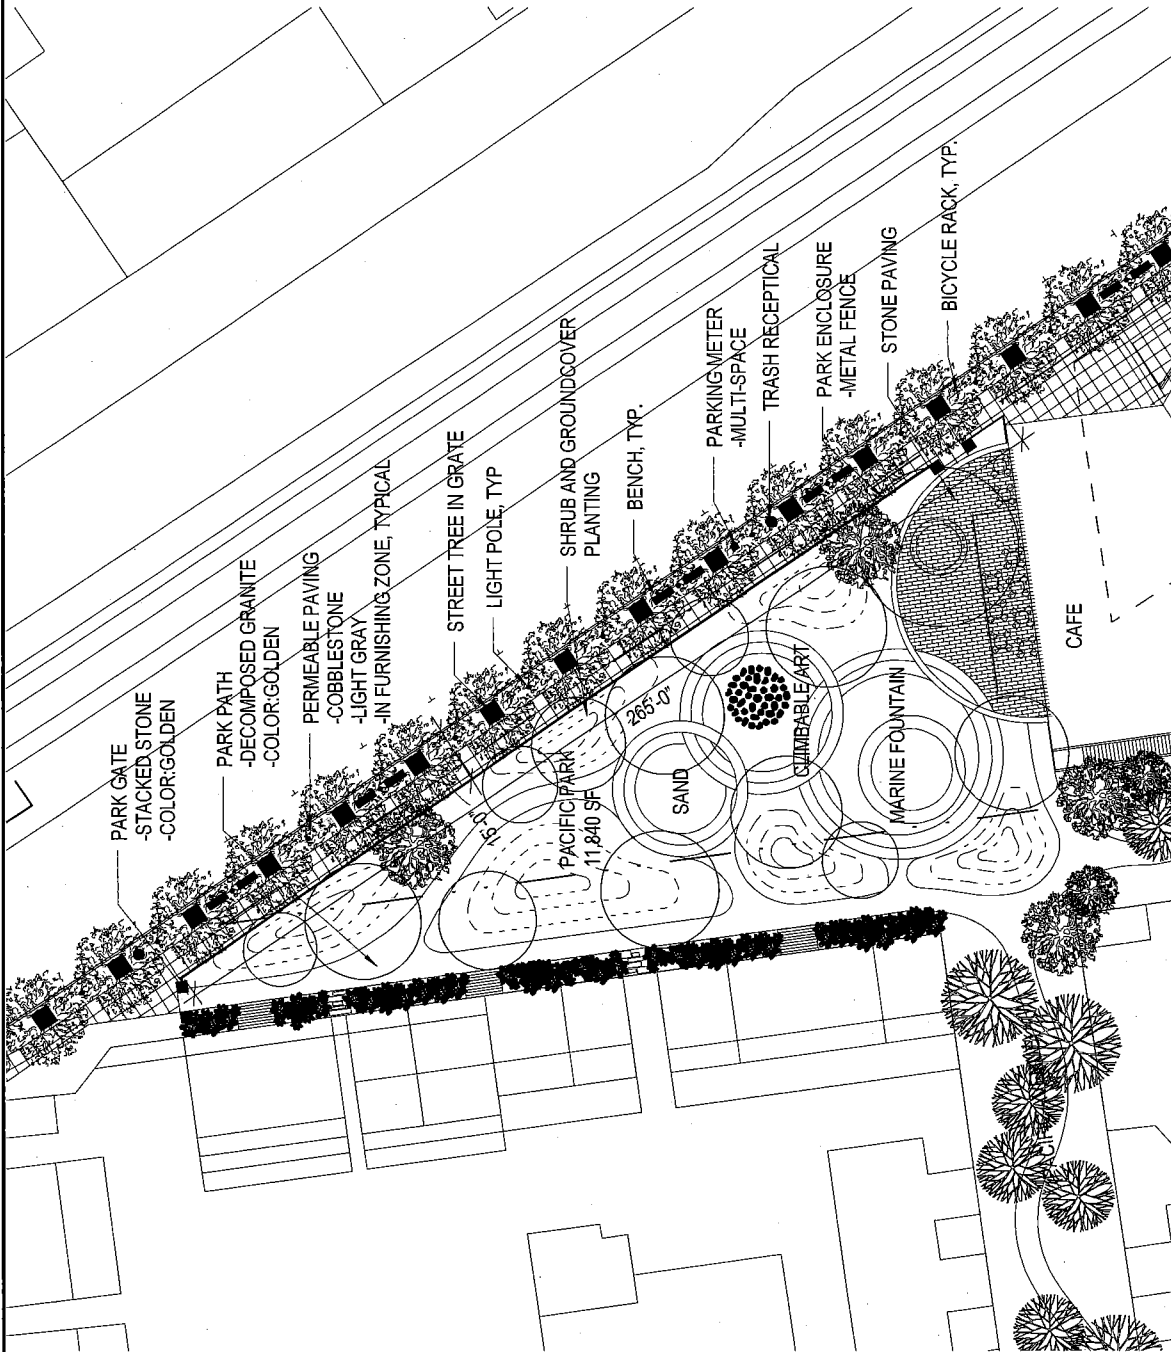 PARK GATE
-STACKED STONE
-COLOR:GOLDEN
PARK PATH
-DECOMPOSED GRANITE
-COLOR:GOLDEN
PERMEABLE PAVING
-COBBLESTONE
-LIGHT GRAY
-IN FURNISHING ZONE, TYPICAL
STREET TREE IN GRATE
LIGHT POLE, TYP
SHRUB AND GROUNDCOVER
PLANTING
BENCH, TYP.
PARKING METER
-MULTI-SPACE
TRASH RECEPTICAL
PARK ENCLOSURE
-METAL FENCE
STONE PAVING
BICYCLE RACK, TYP.
15'-0"
265'-0"
PACIFIC PARK
11,840 SF
SAND
CLIMBABLE ART
MARINE FOUNTAIN
CAFE